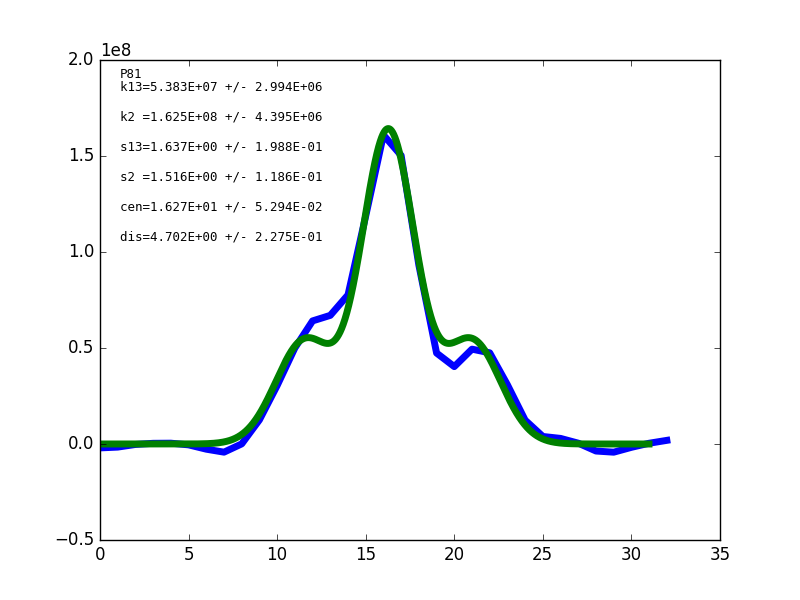 1e8
2.0
P81
k13=5.383E+07 +/- 2.994E+06
k2 =1.625E+08 +/- 4.395E+06
1.5
s13=1.637E+00 +/- 1.988E-01
s2 =1.516E+00 +/- 1.186E-01
cen=1.627E+01 +/- 5.294E-02
dis=4.702E+00 +/- 2.275E-01
1.0
0.5
0.0
−0.5
0 5 10 15 20 25 30 35